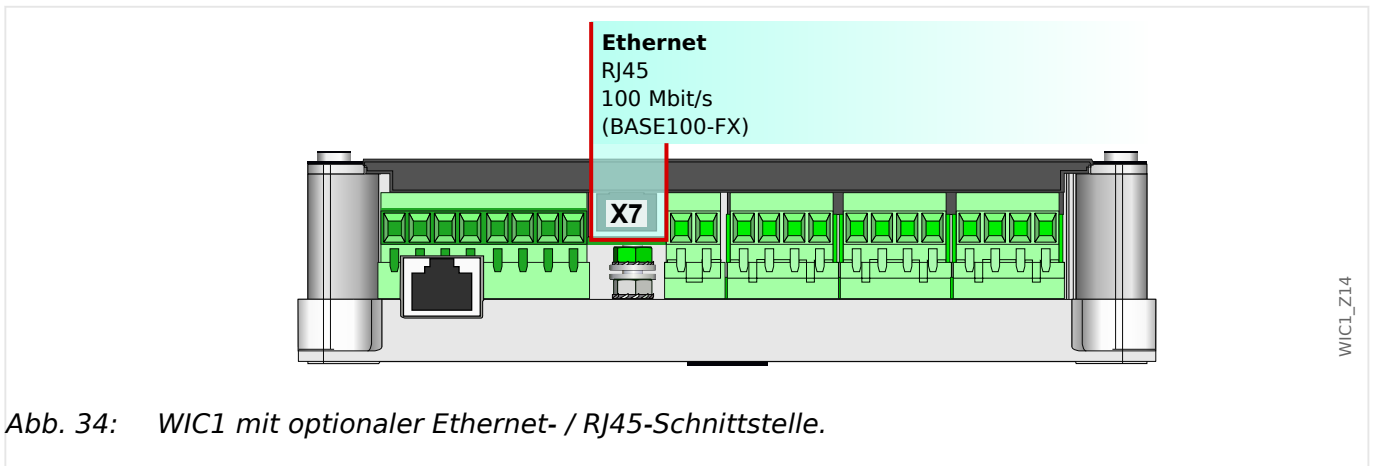 Ethernet
RJ45
100 Mbit/s
(BASE100-FX)
X7
WIC1_Z14
Abb. 34: WIC1 mit optionaler Ethernet- / RJ45-Schnittstelle.